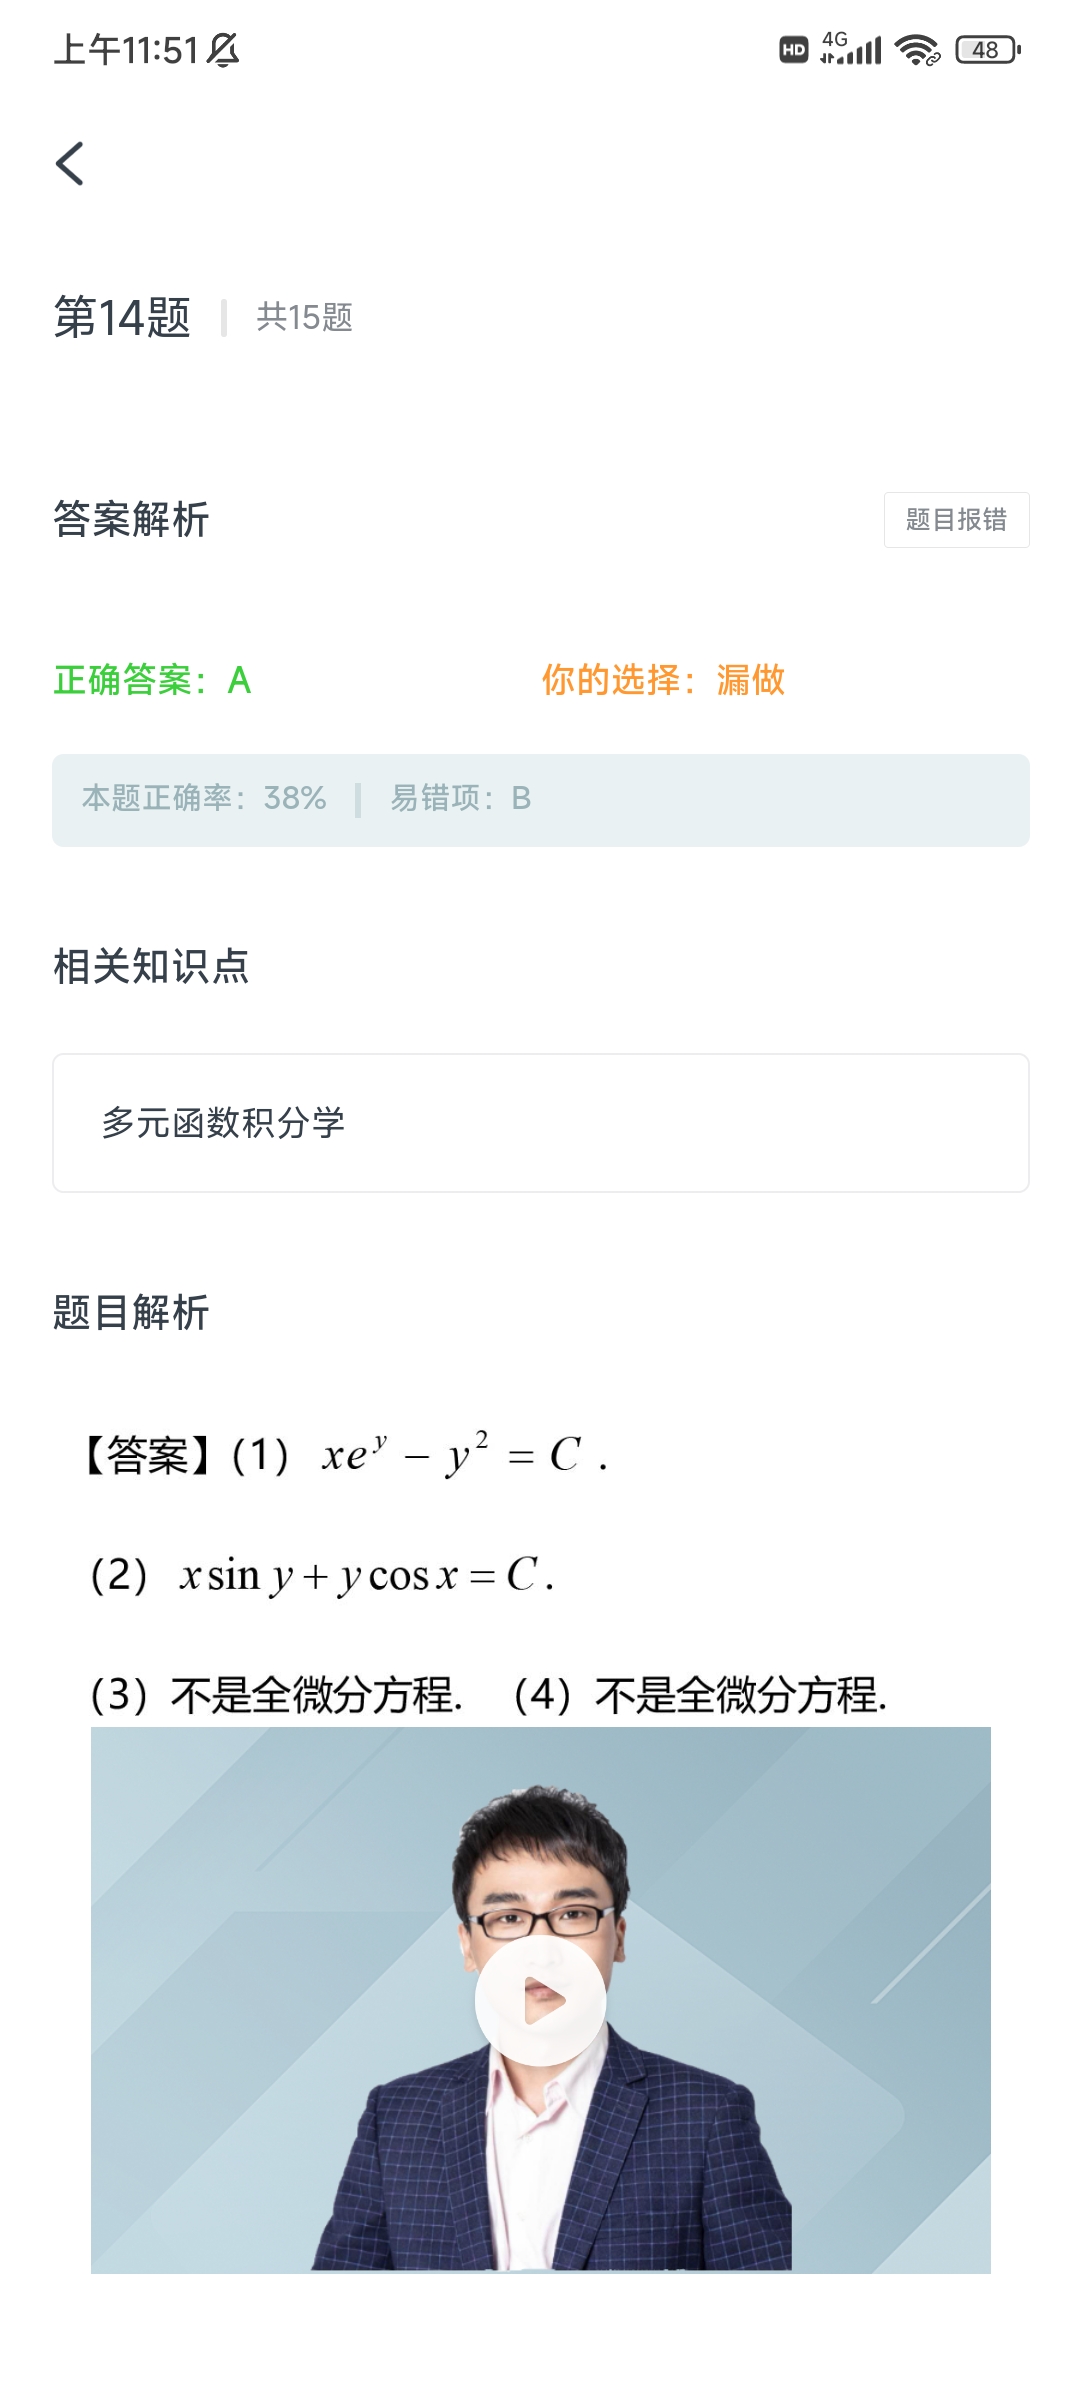 上午11:51 HD 4G 48
第14题 共15题
答案解析 题目报错
正确答案：A 你的选择：漏做
本题正确率：38% 易错项：B
相关知识点
多元函数积分学
题目解析
【答案】（1） xe^y − y^2 = C .
（2） x sin y + y cos x = C.
（3）不是全微分方程. （4）不是全微分方程.